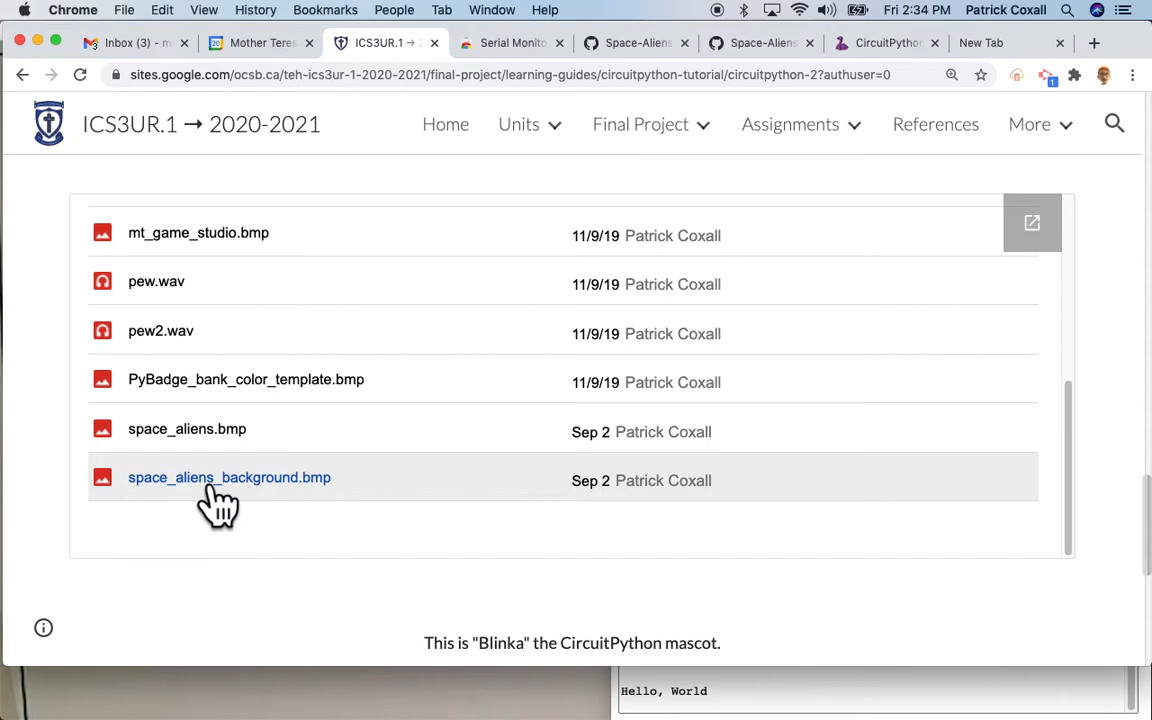 Chrome File Edit View History Bookmarks People Tab Window Help Fri 2:34 PM Patrick Coxall
Inbox (3) - m Mother Teres ICS3UR.1 → 2 Serial Monito Space-Aliens Space-Aliens CircuitPython New Tab
sites.google.com/ocsb.ca/teh-ics3ur-1-2020-2021/final-project/learning-guides/circuitpython-tutorial/circuitpython-2?authuser=0 1
ICS3UR.1 → 2020-2021 Home Units Final Project Assignments References More
mt_game_studio.bmp 11/9/19 Patrick Coxall
pew.wav 11/9/19 Patrick Coxall
pew2.wav 11/9/19 Patrick Coxall
PyBadge_bank_color_template.bmp 11/9/19 Patrick Coxall
space_aliens.bmp Sep 2 Patrick Coxall
space_aliens_background.bmp Sep 2 Patrick Coxall
This is "Blinka" the CircuitPython mascot.
Hello, World